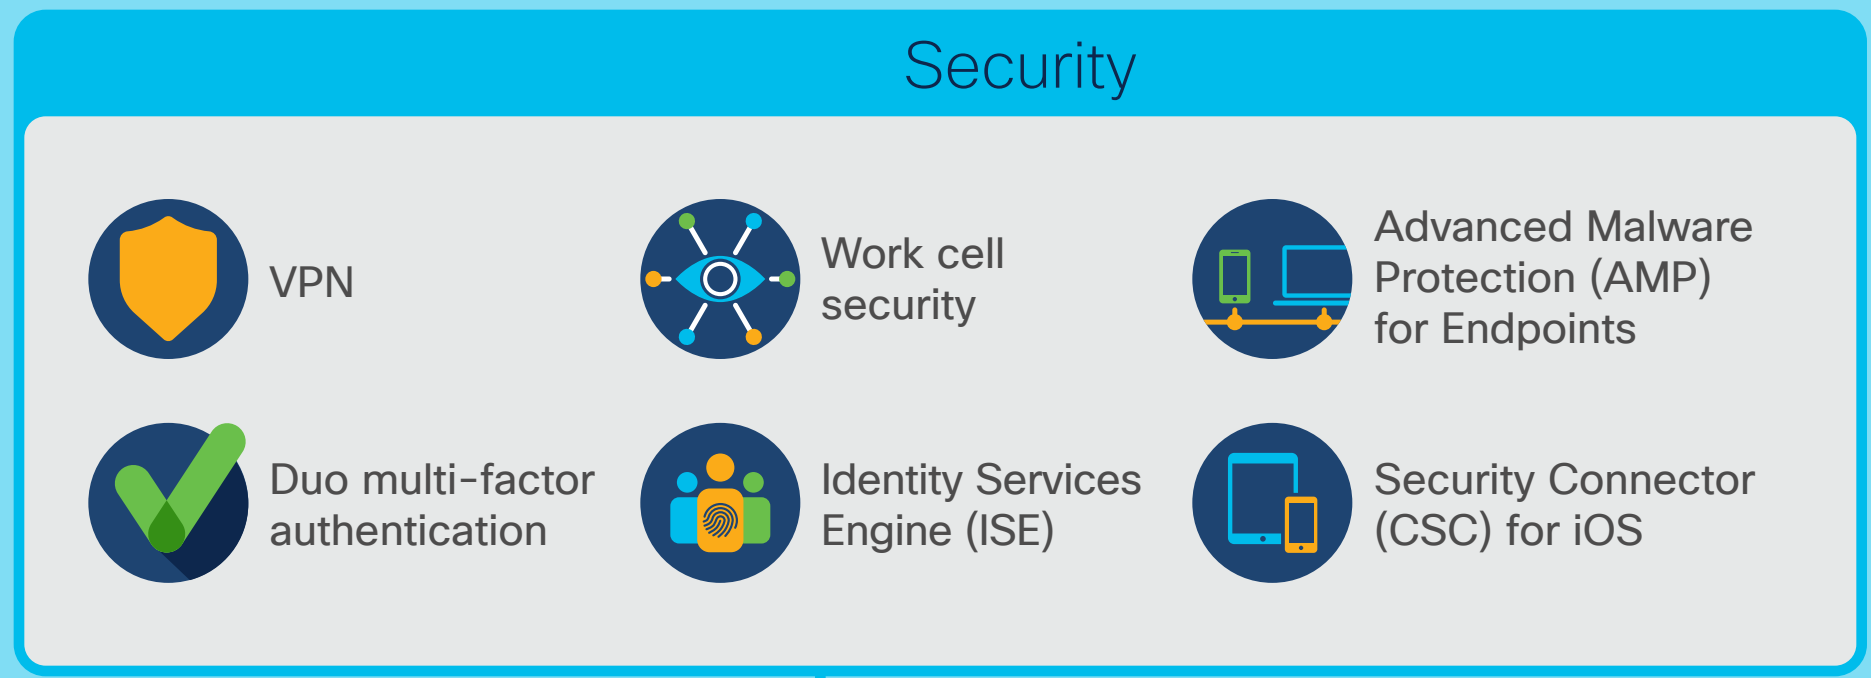 Security
VPN
Work cell
security
Advanced Malware
Protection (AMP)
for Endpoints
Duo multi-factor
authentication
Identity Services
Engine (ISE)
Security Connector
(CSC) for iOS